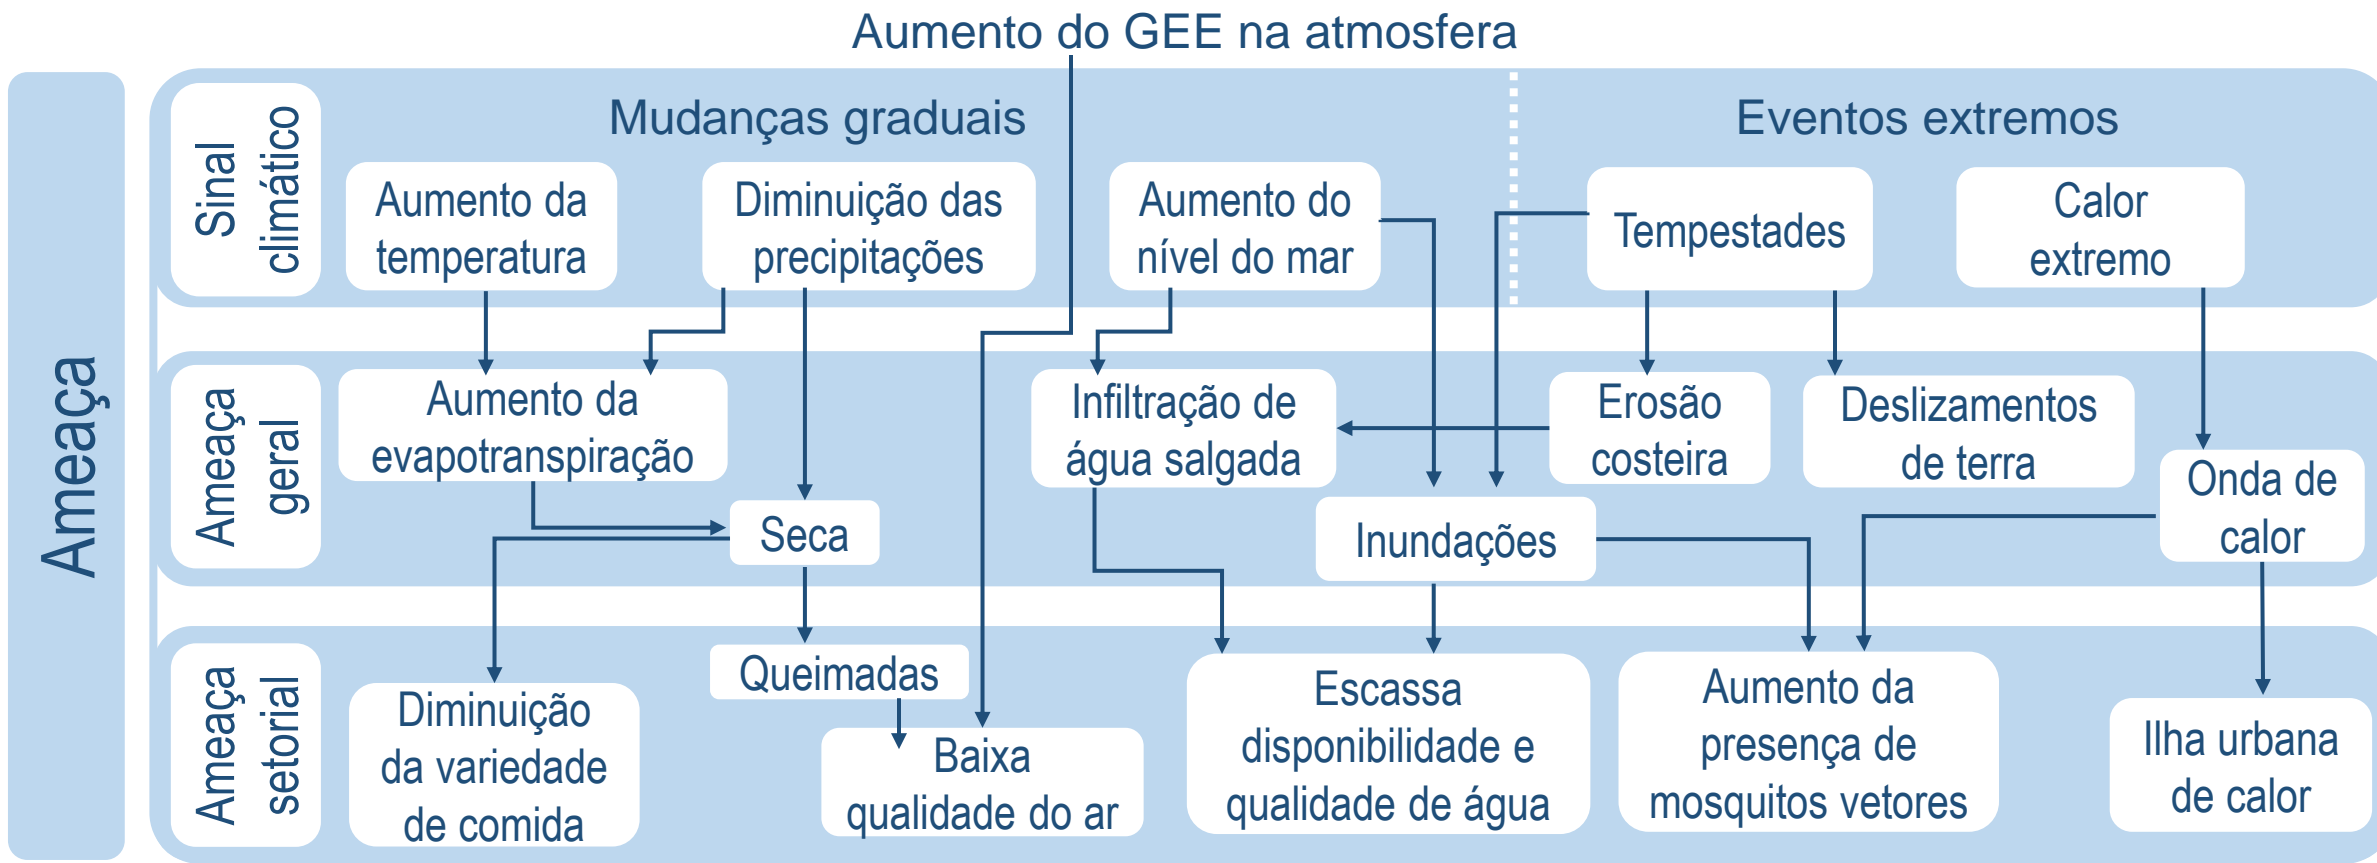 Aumento do GEE na atmosfera
Ameaça
Sinal
climático
Mudanças graduais
Eventos extremos
Aumento da
temperatura
Diminuição das
precipitações
Aumento do
nível do mar
Tempestades
Calor
extremo
Ameaça
geral
Aumento da
evapotranspiração
Seca
Infiltração de
água salgada
Inundações
Erosão
costeira
Deslizamentos
de terra
Onda de
calor
Ameaça
setorial
Diminuição
da variedade
de comida
Queimadas
Baixa
qualidade do ar
Escassa
disponibilidade e
qualidade de água
Aumento da
presença de
mosquitos vetores
Ilha urbana
de calor